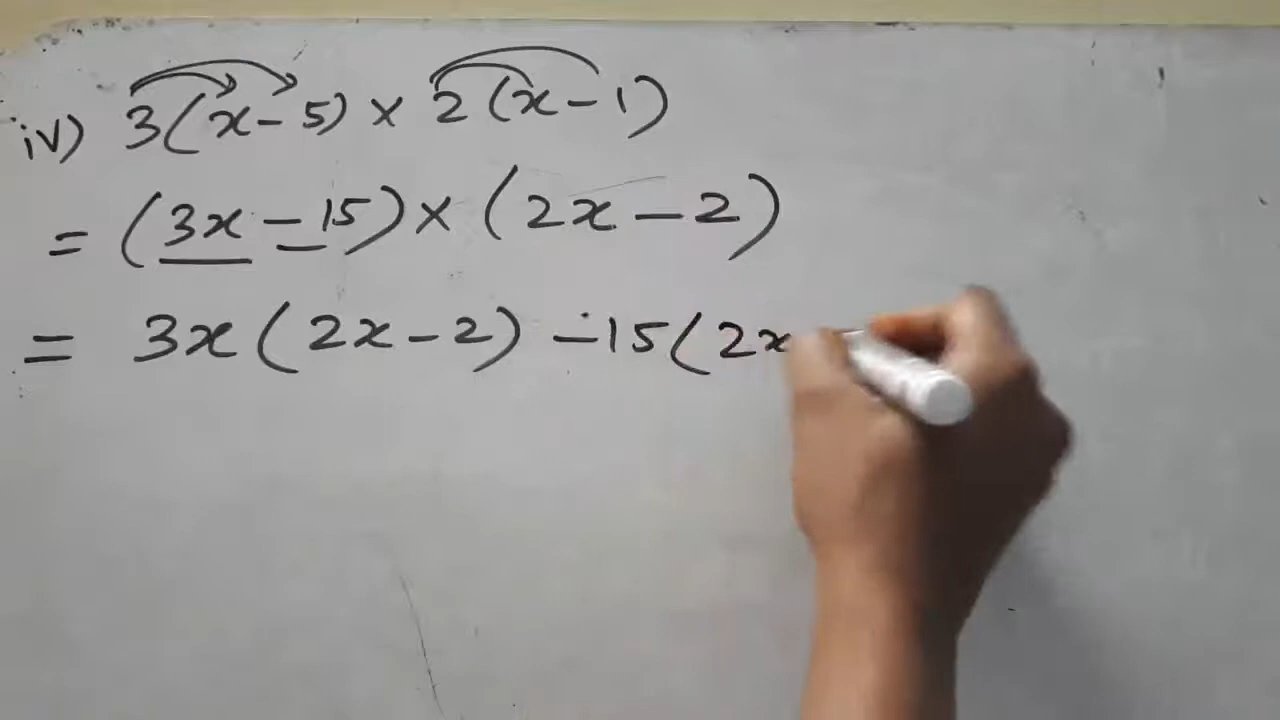 iv) 3(x-5) × 2(x-1)
= (3x - 15) × (2x - 2)
= 3x(2x-2) -15(2x